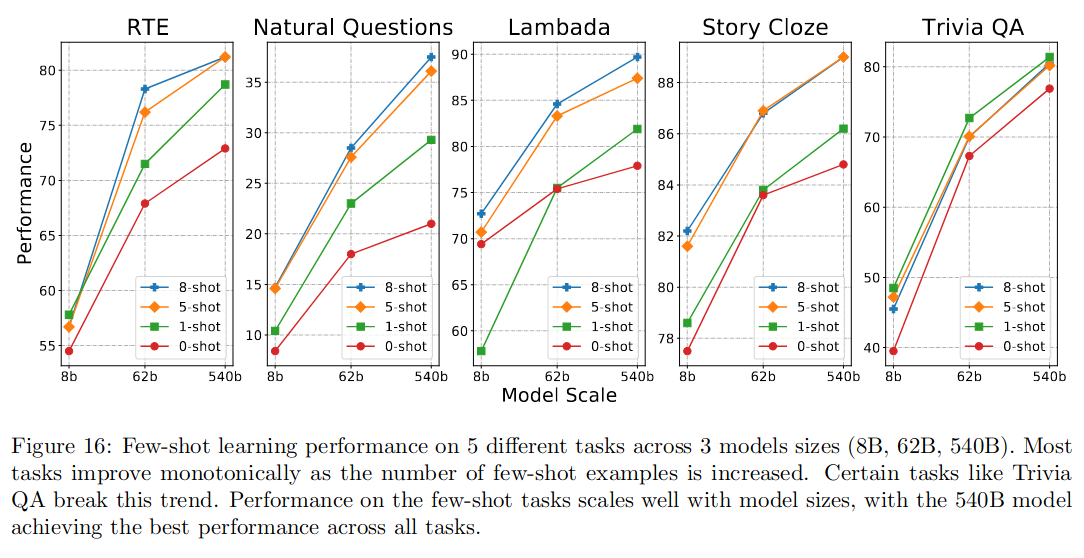 RTE
Natural Questions
Lambada
Story Cloze
Trivia QA
Performance
80
75
70
65
60
55
8-shot
5-shot
1-shot
0-shot
8b
62b
540b
35
30
25
20
15
10
8-shot
5-shot
1-shot
0-shot
8b
62b
540b
90
85
80
75
70
65
60
8-shot
5-shot
1-shot
0-shot
8b
62b
540b
88
86
84
82
80
78
8-shot
5-shot
1-shot
0-shot
8b
62b
540b
80
70
60
50
40
8-shot
5-shot
1-shot
0-shot
8b
62b
540b
Model Scale
Figure 16: Few-shot learning performance on 5 different tasks across 3 models sizes (8B, 62B, 540B). Most
tasks improve monotonically as the number of few-shot examples is increased. Certain tasks like Trivia
QA break this trend. Performance on the few-shot tasks scales well with model sizes, with the 540B model
achieving the best performance across all tasks.